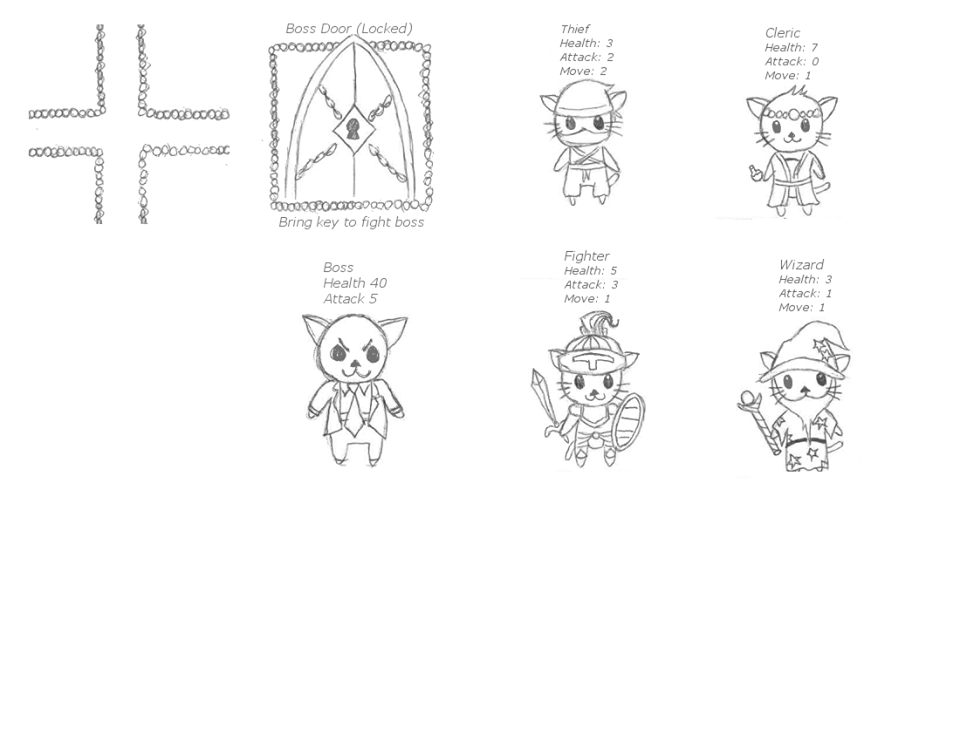 Boss Door (Locked)
Bring key to fight boss
Thief
Health: 3
Attack: 2
Move: 2
Cleric
Health: 7
Attack: 0
Move: 1
Boss
Health 40
Attack 5
Fighter
Health: 5
Attack: 3
Move: 1
Wizard
Health: 3
Attack: 1
Move: 1